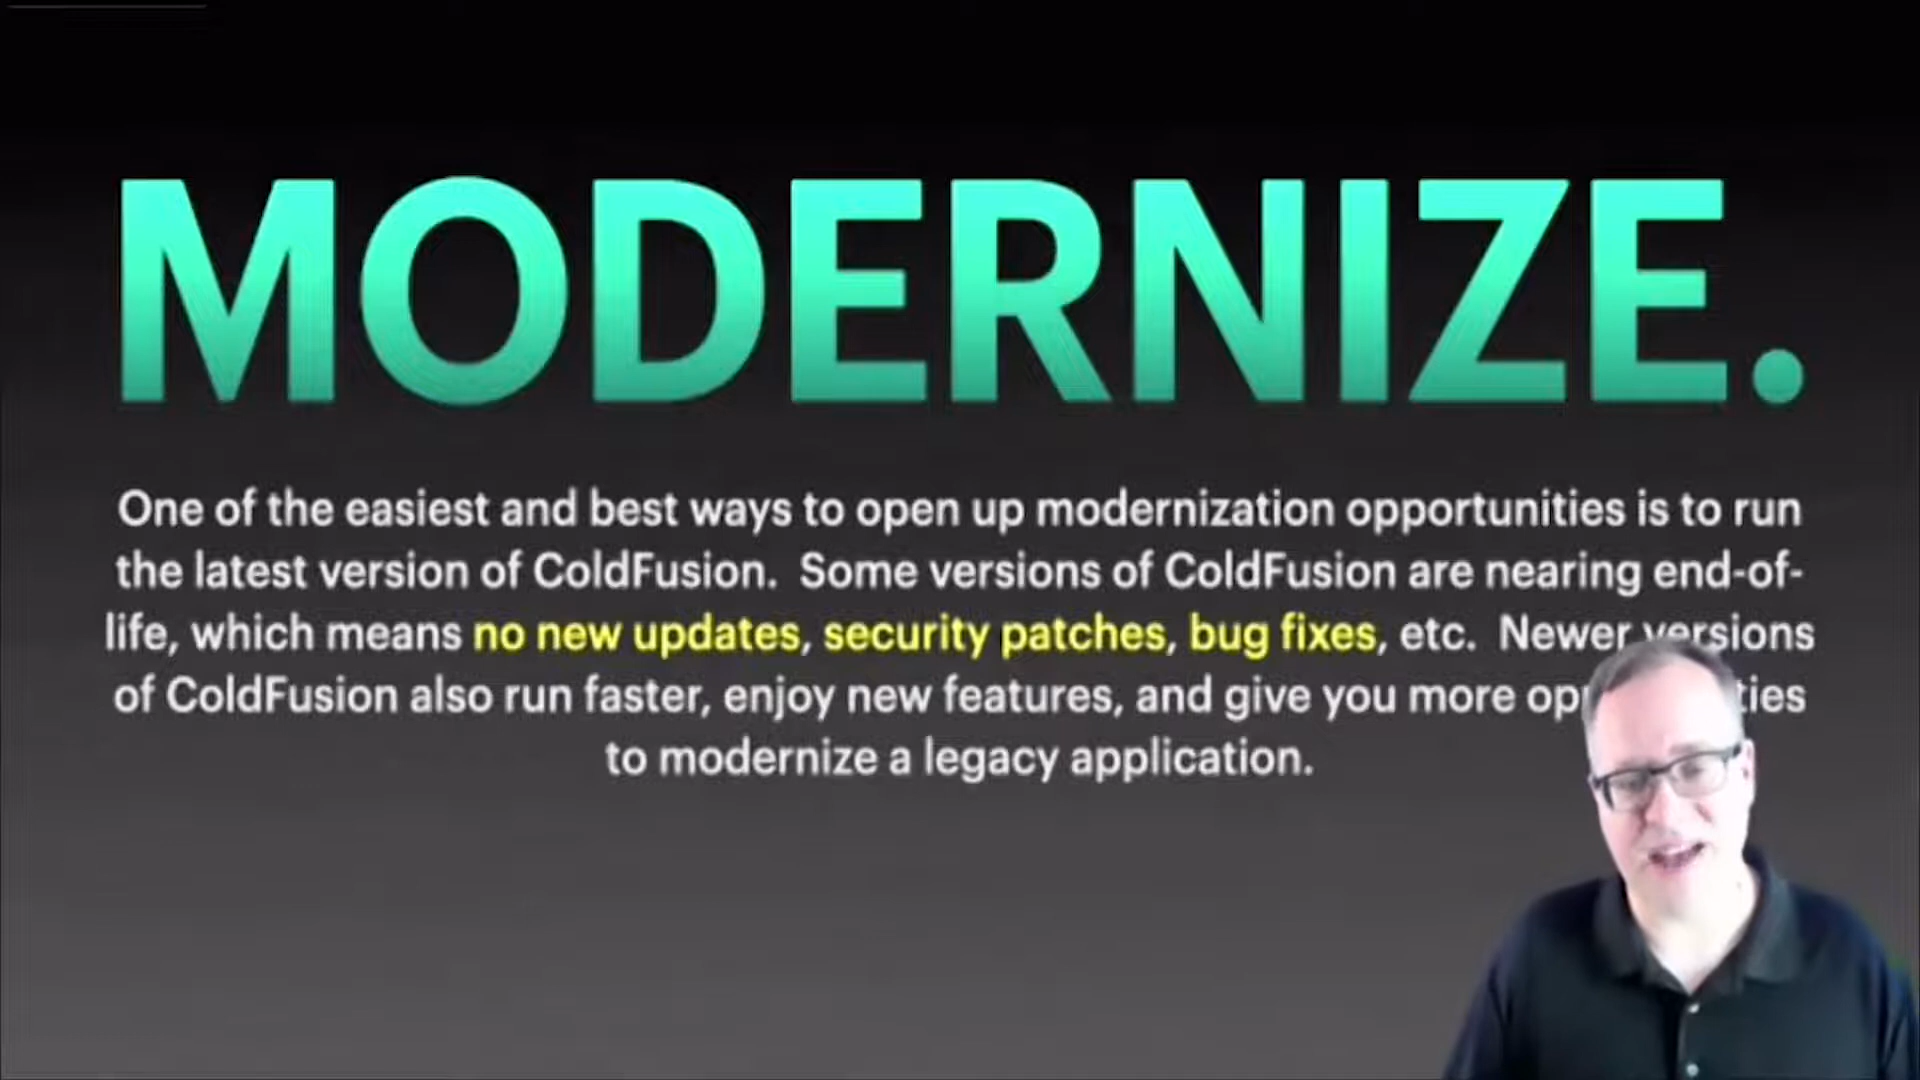 MODERNIZE.
One of the easiest and best ways to open up modernization opportunities is to run
the latest version of ColdFusion.  Some versions of ColdFusion are nearing end-of-
life, which means no new updates, security patches, bug fixes, etc.  Newer versions
of ColdFusion also run faster, enjoy new features, and give you more
to modernize a legacy application.